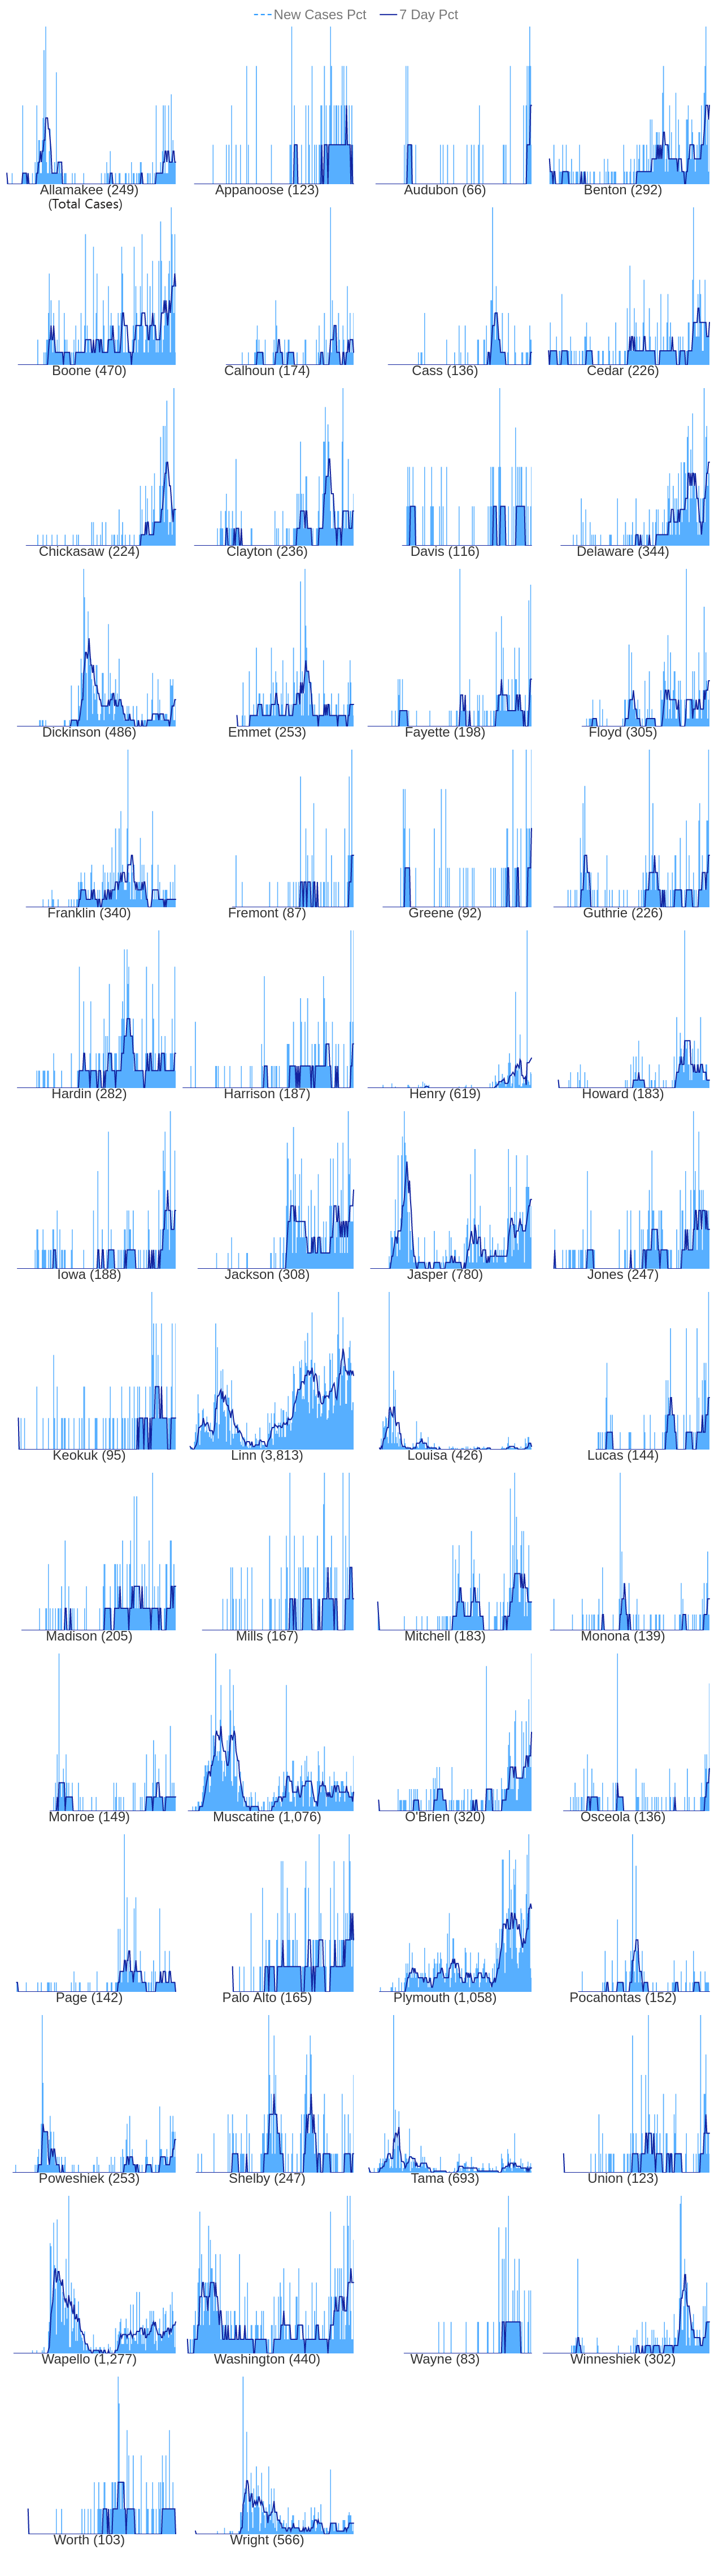 New Cases Pct 7 Day Pct
Allamakee (249) Appanoose (123) Audubon (66) Benton (292)
(Total Cases)
Boone (470) Calhoun (174) Cass (136) Cedar (226)
Chickasaw (224) Clayton (236) Davis (116) Delaware (344)
Dickinson (486) Emmet (253) Fayette (198) Floyd (305)
Franklin (340) Fremont (87) Greene (92) Guthrie (226)
Hardin (282) Harrison (187) Henry (619) Howard (183)
Iowa (188) Jackson (308) Jasper (780) Jones (247)
Keokuk (95) Linn (3,813) Louisa (426) Lucas (144)
Madison (205) Mills (167) Mitchell (183) Monona (139)
Monroe (149) Muscatine (1,076) O'Brien (320) Osceola (136)
Page (142) Palo Alto (165) Plymouth (1,058) Pocahontas (152)
Poweshiek (253) Shelby (247) Tama (693) Union (123)
Wapello (1,277) Washington (440) Wayne (83) Winneshiek (302)
Worth (103) Wright (566)